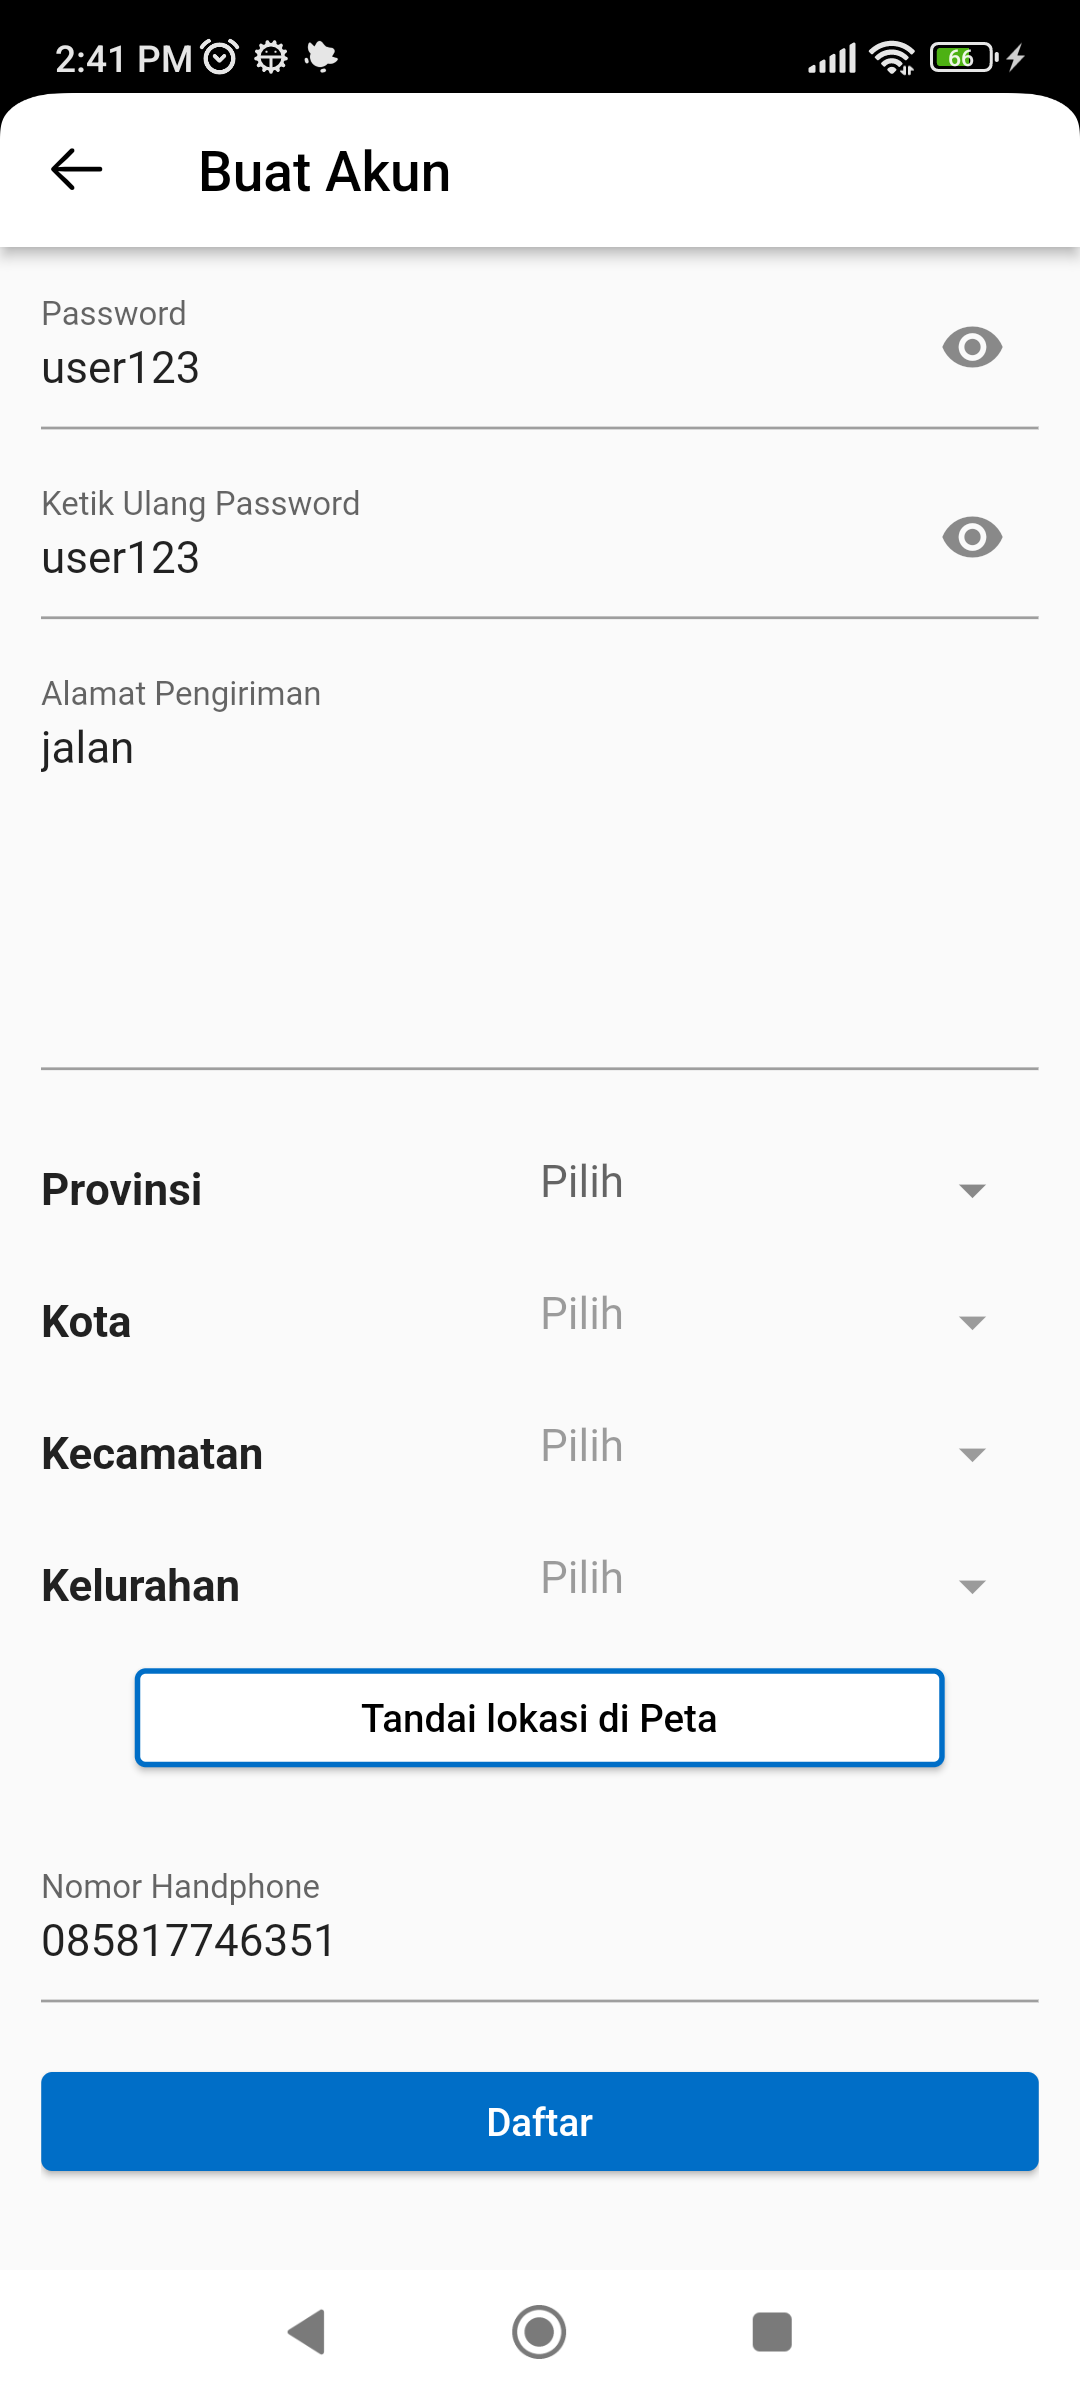 2:41 PM
66
Buat Akun
Password
user123
Ketik Ulang Password
user123
Alamat Pengiriman
jalan
Provinsi Pilih
Kota Pilih
Kecamatan Pilih
Kelurahan Pilih
Tandai lokasi di Peta
Nomor Handphone
085817746351
Daftar